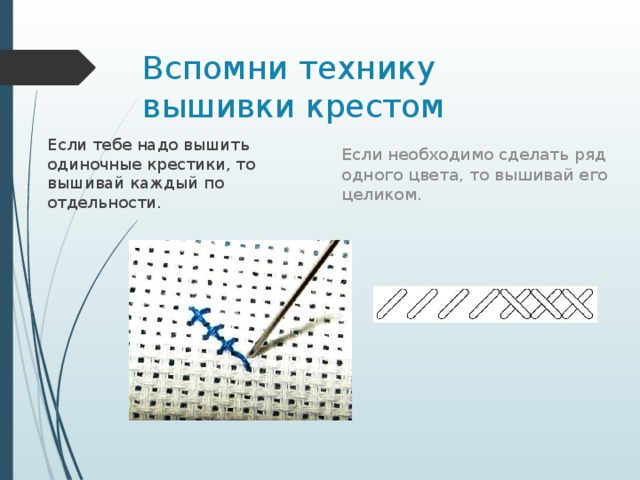 Вспомни технику
вышивки крестом
Если тебе надо вышить
одиночные крестики, то
вышивай каждый по
отдельности.
Если необходимо сделать ряд
одного цвета, то вышивай его
целиком.